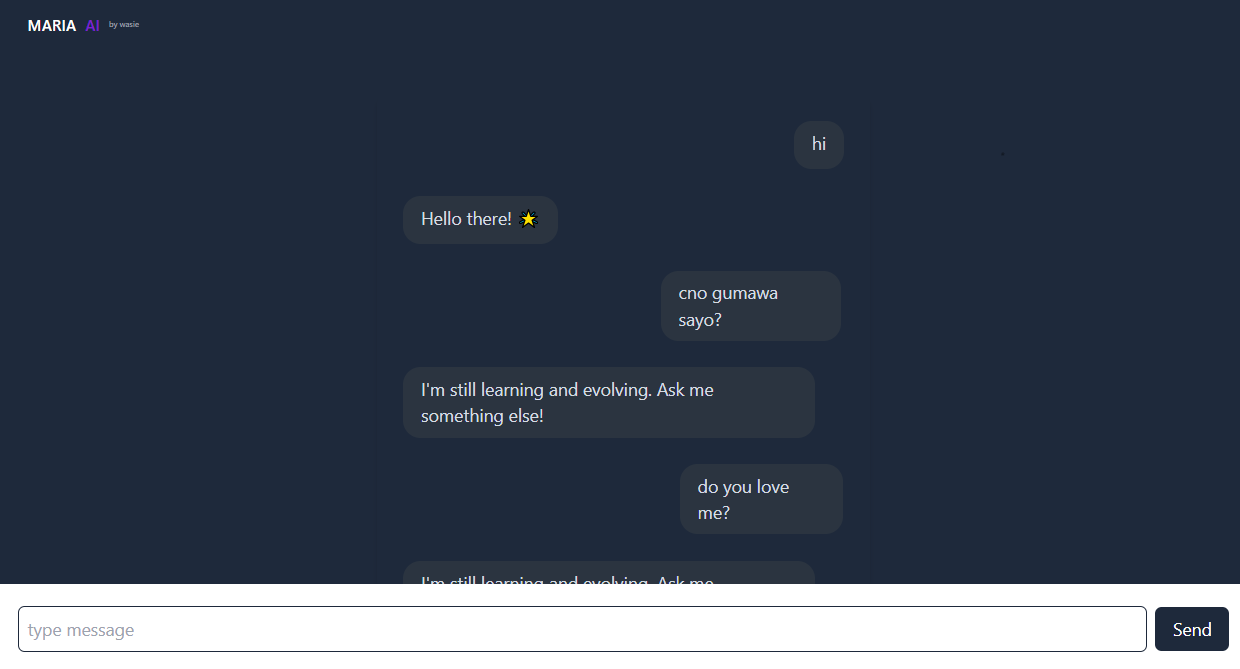 MARIA AI by wasie
hi
Hello there! 🌟
cno gumawa
sayo?
I'm still learning and evolving. Ask me
something else!
do you love
me?
I'm still learning and evolving. Ask me
type message
Send